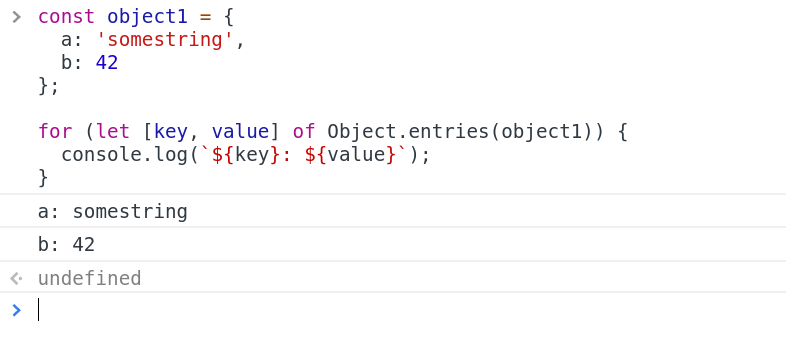 const object1 = {
  a: 'somestring',
  b: 42
};

for (let [key, value] of Object.entries(object1)) {
  console.log(`${key}: ${value}`);
}
a: somestring
b: 42
undefined